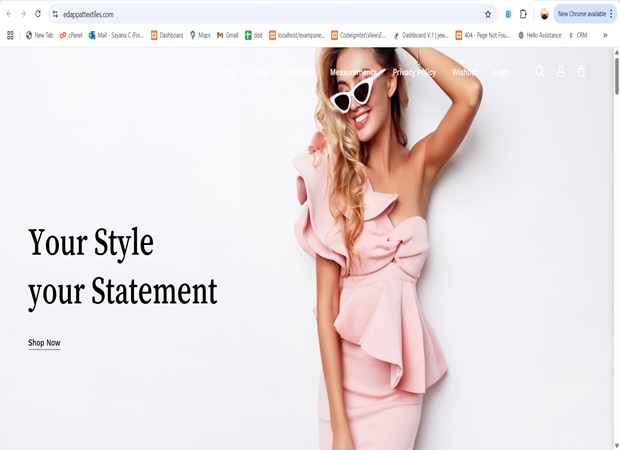 edappattextiles.com
New Chrome available
New Tab
cPanel
Mail - Sayana C (Fin...
Dashboard
Maps
Gmail
ddd
localhost/exampane...
CodeIgniter\View\E...
Dashboard V.1 | jew...
404 - Page Not Fou...
Hello Assistance
CRM
»
Home
About Us
Measurements
Privacy Policy
Wishlist
Login
Your Style
your Statement
Shop Now